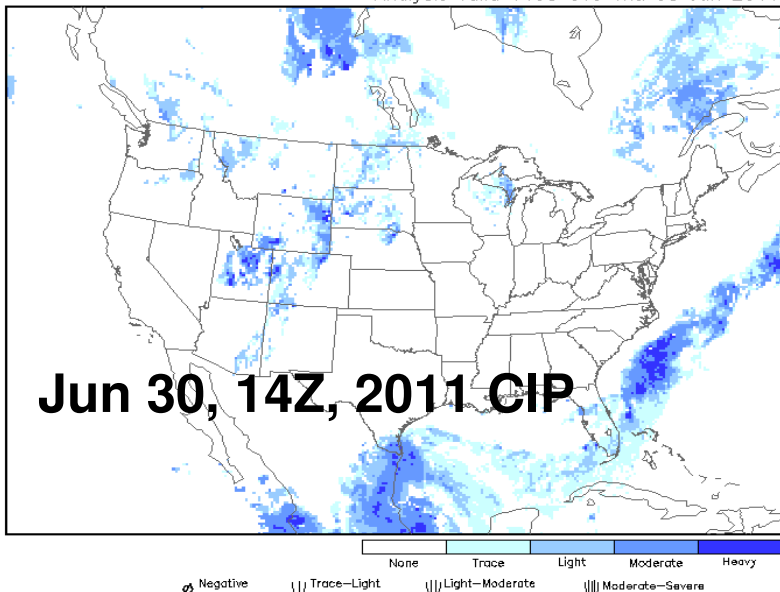 Jun 30, 14Z, 2011 CIP
None Trace Light Moderate Heavy
Negative Trace-Light Light-Moderate Moderate-Severe